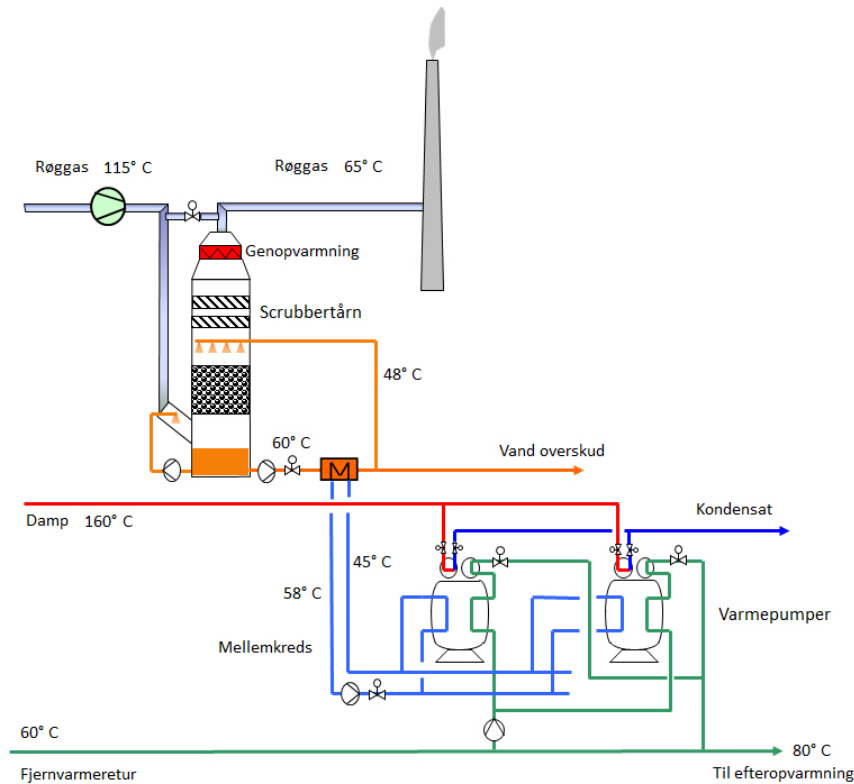 Røggas 115° C
Røggas 65° C
Genopvarmning
Scrubbertårn
48° C
60° C
Vand overskud
M
Damp 160° C
Kondensat
45° C
58° C
Varmepumper
Mellemkreds
60° C
80° C
Fjernvarmeretur
Til efteropvarmning